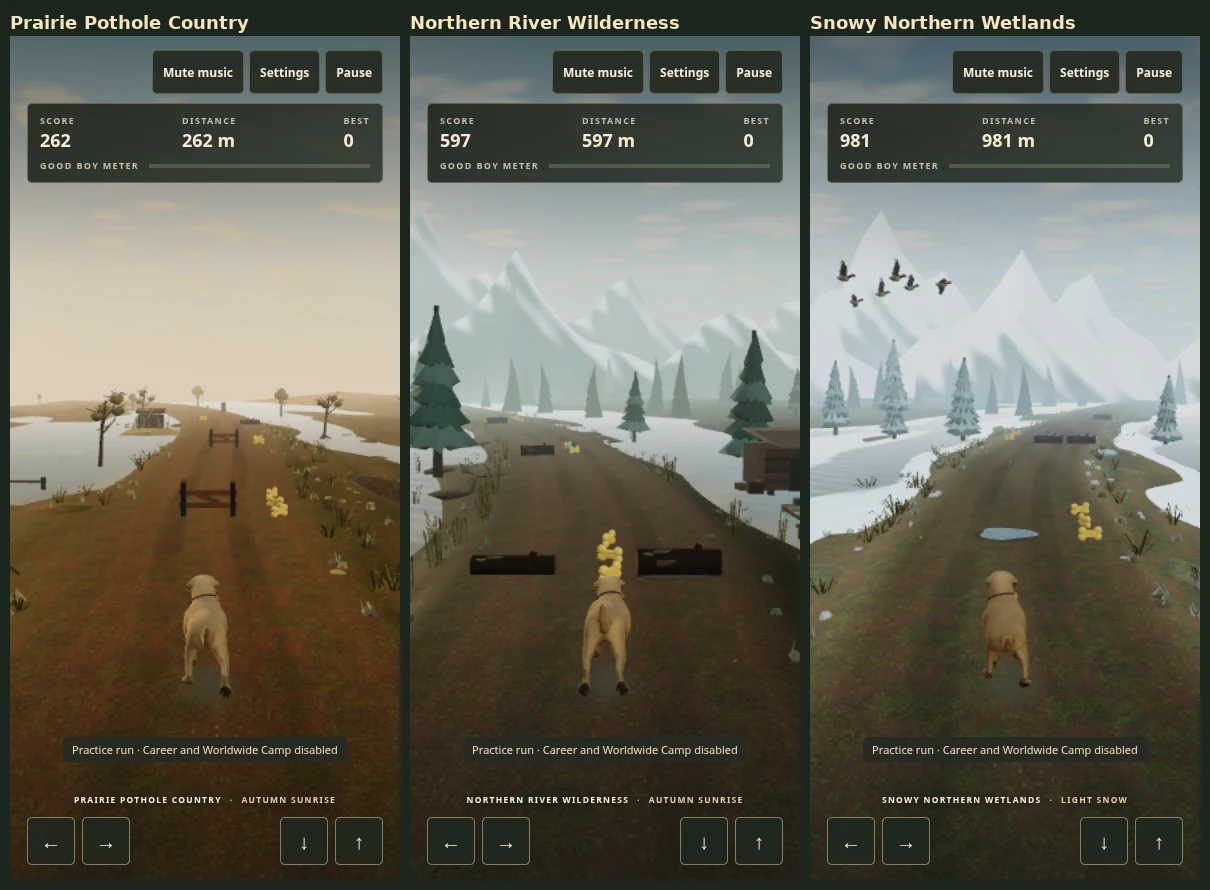 Prairie Pothole Country
Mute music
Settings
Pause
SCORE
DISTANCE
BEST
262
262 m
0
GOOD BOY METER
Practice run · Career and Worldwide Camp disabled
PRAIRIE POTHOLE COUNTRY · AUTUMN SUNRISE
← → ↓ ↑
Northern River Wilderness
Mute music
Settings
Pause
SCORE
DISTANCE
BEST
597
597 m
0
GOOD BOY METER
Practice run · Career and Worldwide Camp disabled
NORTHERN RIVER WILDERNESS · AUTUMN SUNRISE
← → ↓ ↑
Snowy Northern Wetlands
Mute music
Settings
Pause
SCORE
DISTANCE
BEST
981
981 m
0
GOOD BOY METER
Practice run · Career and Worldwide Camp disabled
SNOWY NORTHERN WETLANDS · LIGHT SNOW
← → ↓ ↑